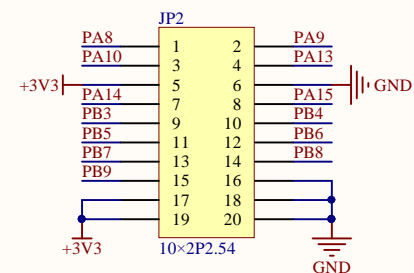 JP2
PA8 1 2 PA9
PA10 3 4 PA13
+3V3 5 6 GND
PA14 7 8 PA15
PB3 9 10 PB4
PB5 11 12 PB6
PB7 13 14 PB8
PB9 15 16
17 18
19 20
+3V3 10×2P2.54 GND